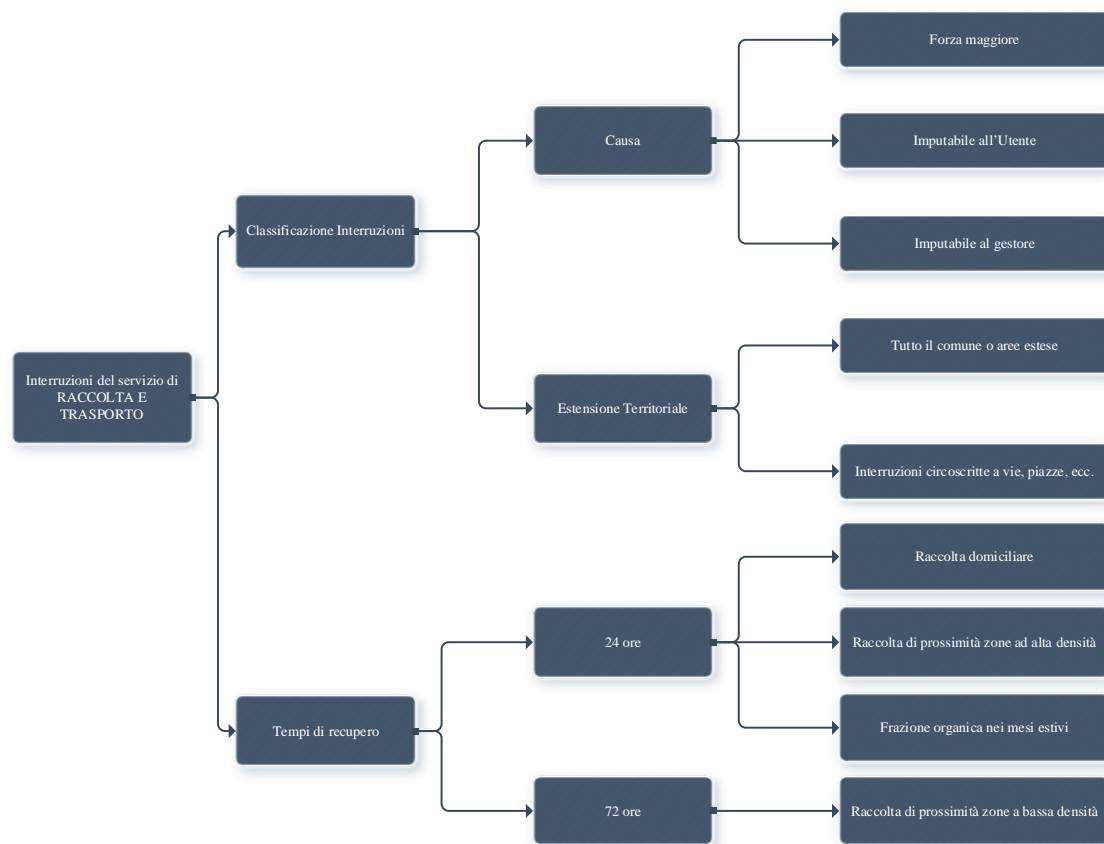 Interruzioni del servizio di
RACCOLTA E
TRASPORTO
Classificazione Interruzioni
Causa
Forza maggiore
Imputabile all’Utente
Imputabile al gestore
Estensione Territoriale
Tutto il comune o aree estese
Interruzioni circoscritte a vie, piazze, ecc.
Tempi di recupero
24 ore
Raccolta domiciliare
Raccolta di prossimità zone ad alta densità
Frazione organica nei mesi estivi
72 ore
Raccolta di prossimità zone a bassa densità